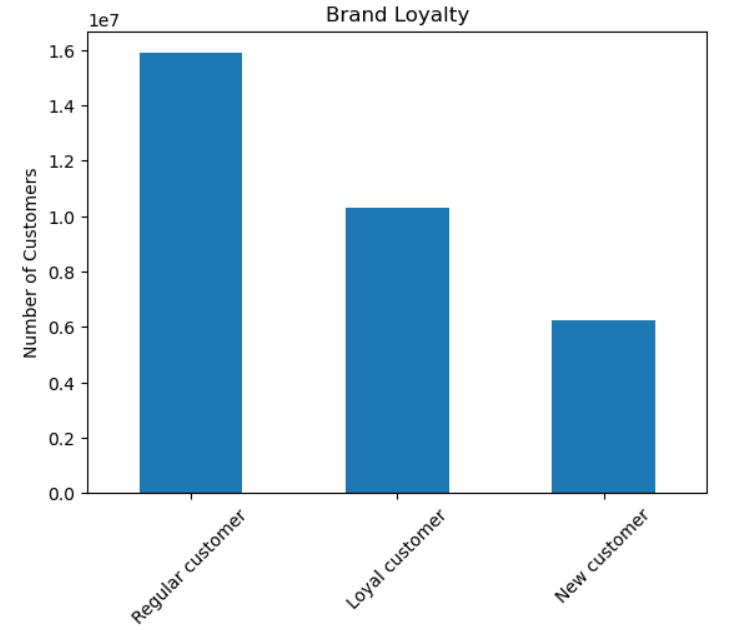 Brand Loyalty
1e7
Number of Customers
1.6
1.4
1.2
1.0
0.8
0.6
0.4
0.2
0.0
Regular customer
Loyal customer
New customer